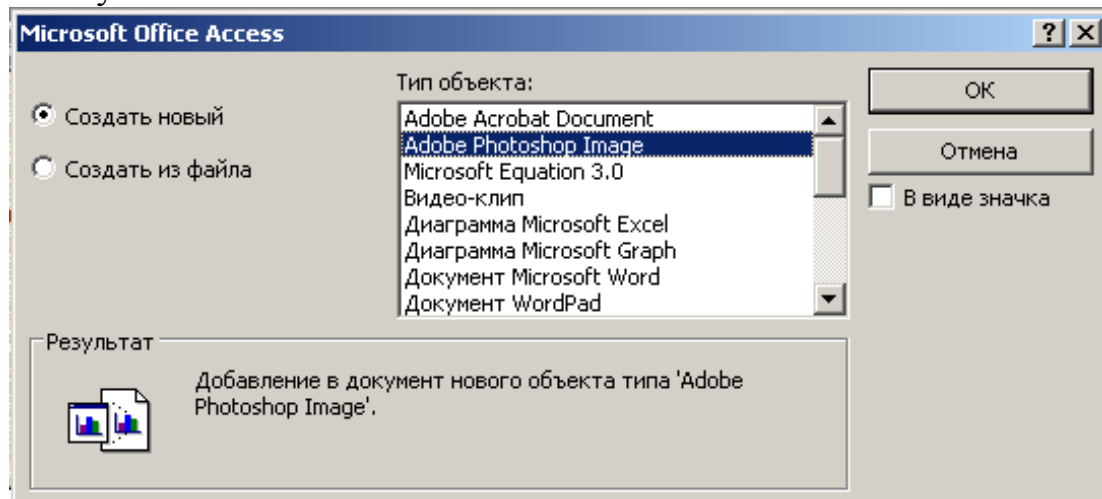 Microsoft Office Access
Создать новый
Создать из файла
Тип объекта:
Adobe Acrobat Document
Adobe Photoshop Image
Microsoft Equation 3.0
Видео-клип
Диаграмма Microsoft Excel
Диаграмма Microsoft Graph
Документ Microsoft Word
Документ WordPad
ОК
Отмена
В виде значка
Результат
Добавление в документ нового объекта типа 'Adobe
Photoshop Image'.